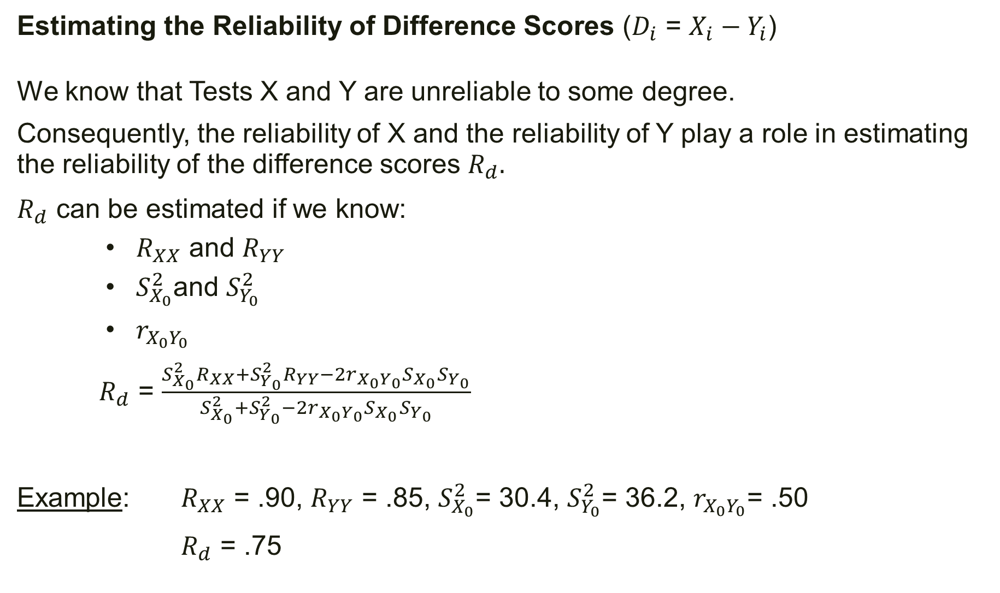 Estimating the Reliability of Difference Scores (𝐷ᵢ = 𝑋ᵢ − 𝑌ᵢ)
We know that Tests X and Y are unreliable to some degree.
Consequently, the reliability of X and the reliability of Y play a role in estimating
the reliability of the difference scores $R_d$.
$R_d$ can be estimated if we know:
• $R_{XX}$ and $R_{YY}$
• $S_{X_0}^2$ and $S_{Y_0}^2$
• $r_{X_0Y_0}$
$R_d = \frac{S_{X_0}^2 R_{XX} + S_{Y_0}^2 R_{YY} - 2r_{X_0Y_0} S_{X_0} S_{Y_0}}{S_{X_0}^2 + S_{Y_0}^2 - 2r_{X_0Y_0} S_{X_0} S_{Y_0}}$
Example: $R_{XX}$ = .90, $R_{YY}$ = .85, $S_{X_0}^2$ = 30.4, $S_{Y_0}^2$ = 36.2, $r_{X_0Y_0}$ = .50
$R_d$ = .75